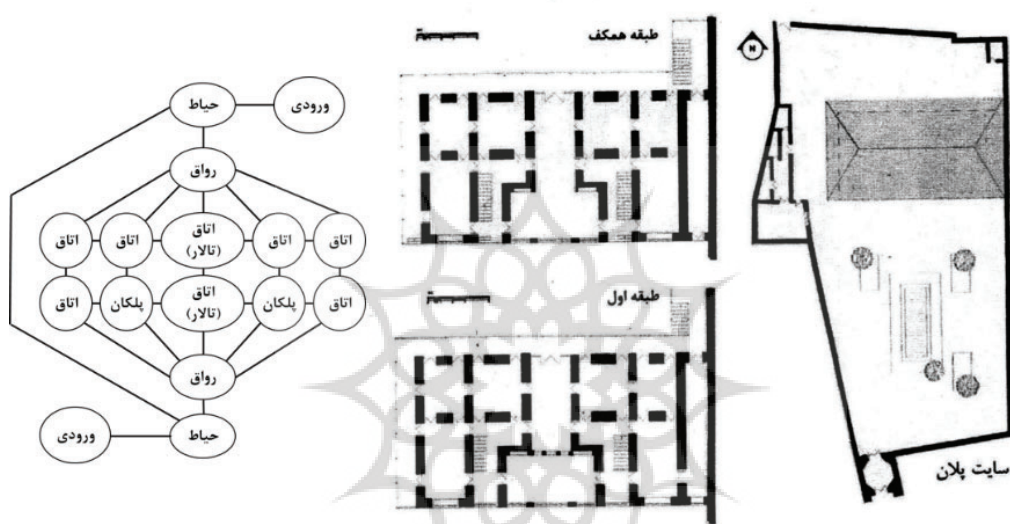 حیاط
ورودی
رواق
اتاق
اتاق
اتاق
(تالار)
اتاق
اتاق
اتاق
پلکان
اتاق
(تالار)
پلکان
اتاق
رواق
حیاط
ورودی
طبقه همکف
طبقه اول
N
سایت پلان